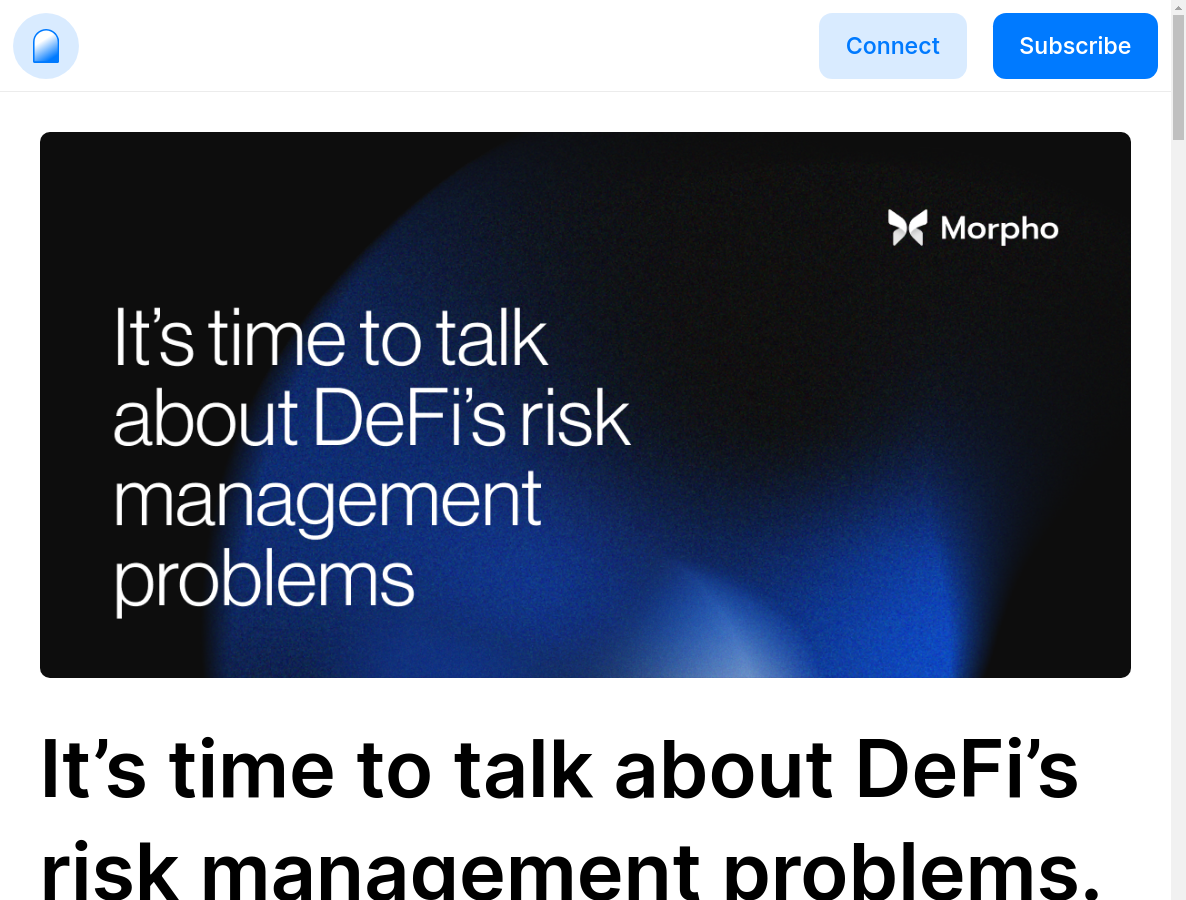 Connect
Subscribe
Morpho
It’s time to talk
about DeFi’s risk
management
problems
It’s time to talk about DeFi’s
risk management problems.